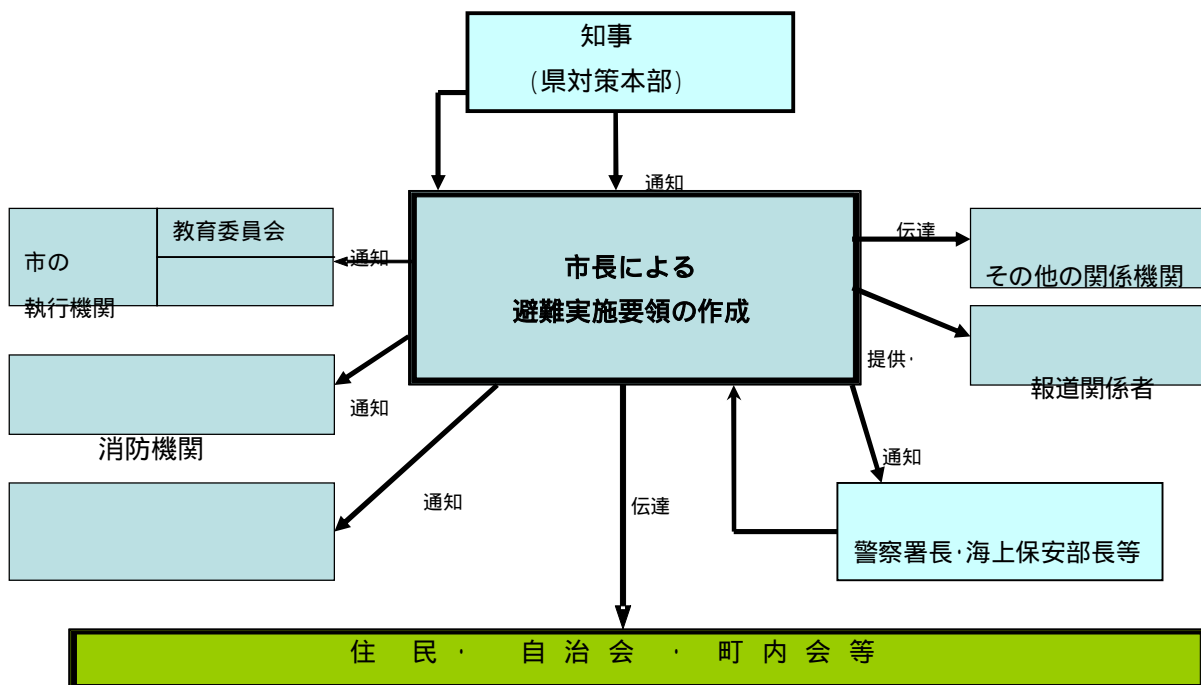 知事
（県対策本部）
通知
教育委員会
市の
執行機関
通知
市長による
避難実施要領の作成
伝達
その他の関係機関
提供・
報道関係者
通知
消防機関
通知
伝達
通知
警察署長・海上保安部長等
住 民 ・ 自 治 会 ・ 町 内 会 等